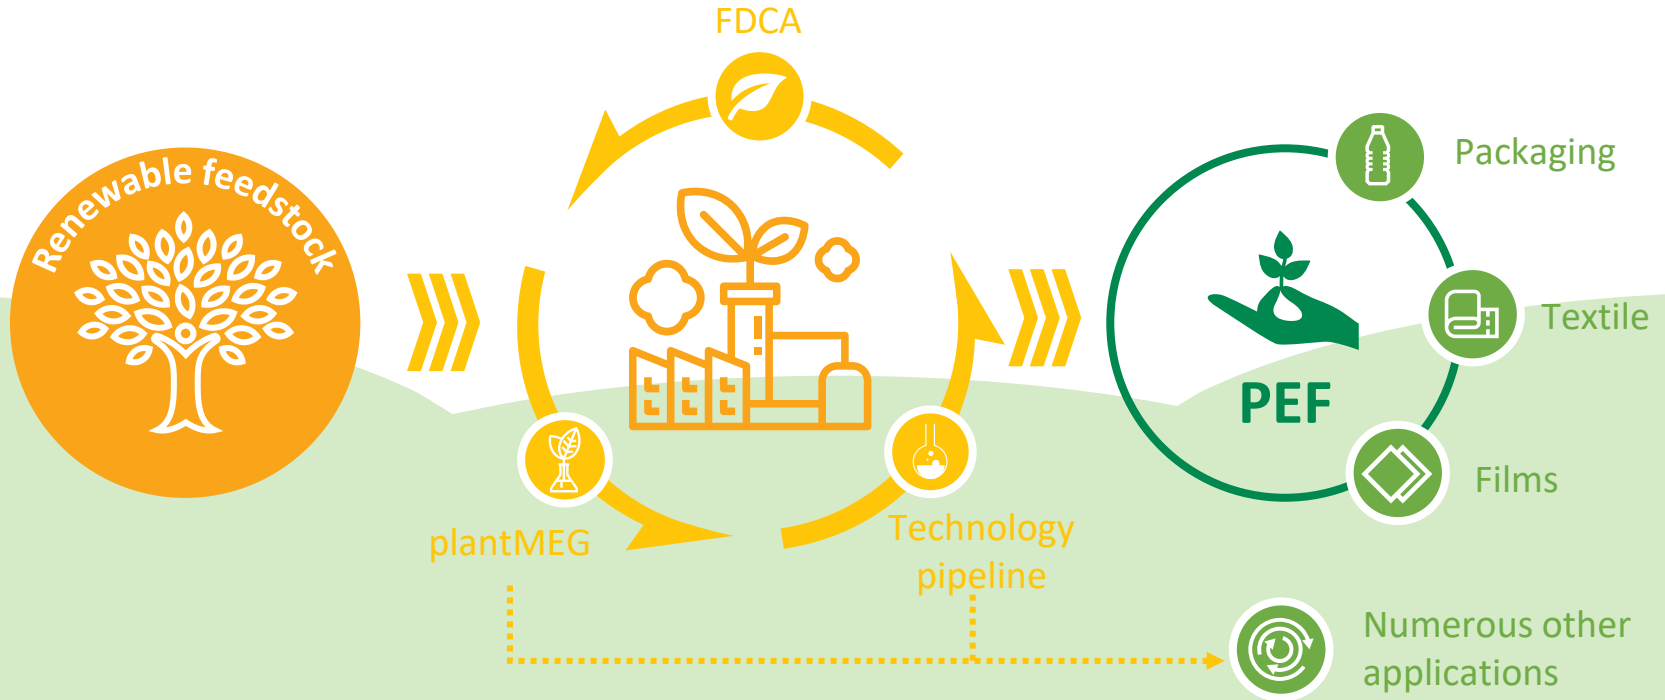 FDCA
Renewable feedstock
Packaging
Textile
PEF
Films
plantMEG
Technology
pipeline
Numerous other
applications